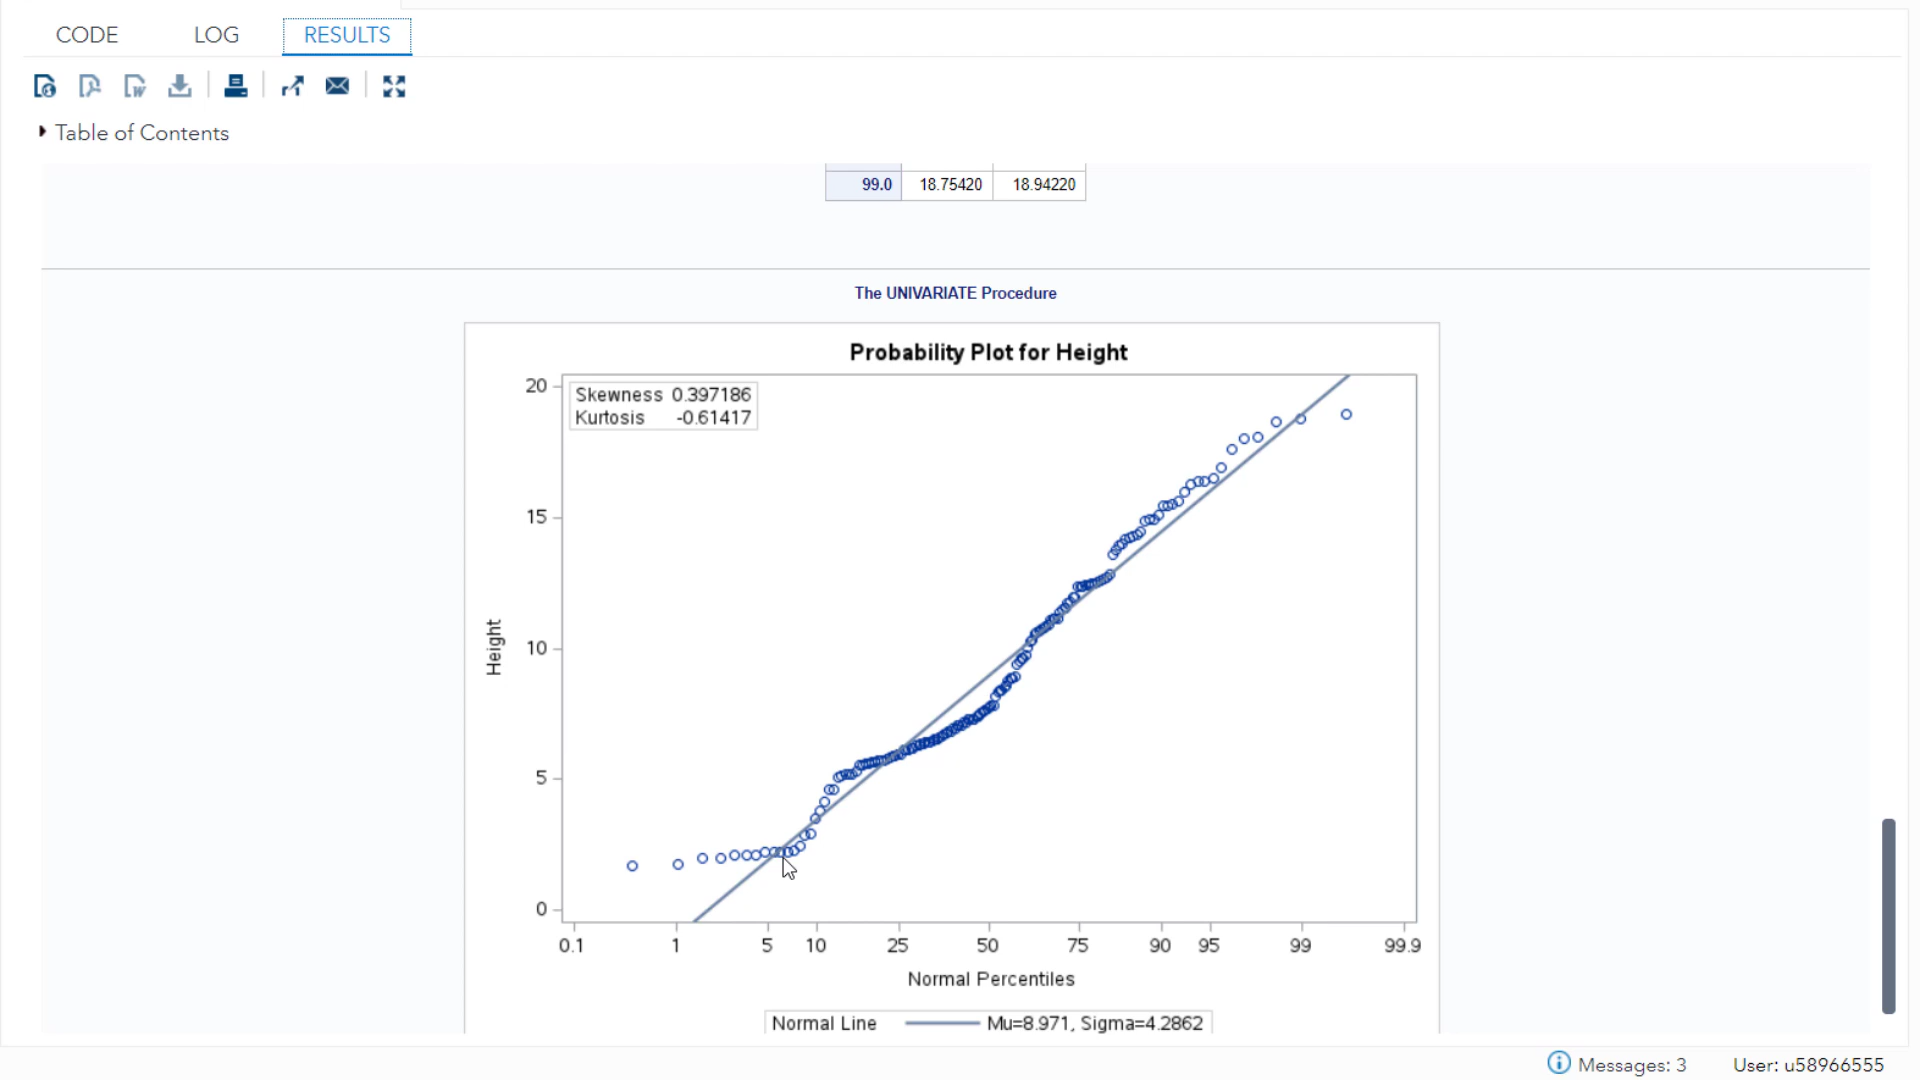 CODE LOG RESULTS
Table of Contents
99.0 18.75420 18.94220
The UNIVARIATE Procedure
Probability Plot for Height
Skewness 0.397186
Kurtosis -0.61417
20
15
10
5
0
Height
0.1 1 5 10 25 50 75 90 95 99 99.9
Normal Percentiles
Normal Line Mu=8.971, Sigma=4.2862
Messages: 3 User: u58966555